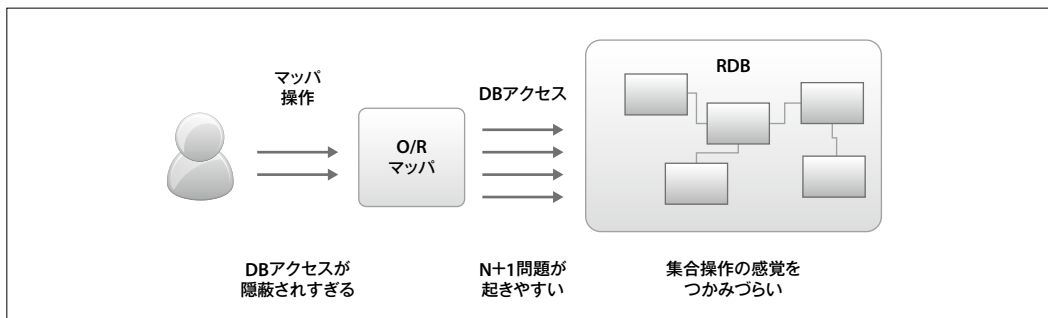 マッパ
操作
O/R
マッパ
DBアクセス
RDB
DBアクセスが
隠蔽されすぎる
N+1問題が
起きやすい
集合操作の感覚を
つかみづらい